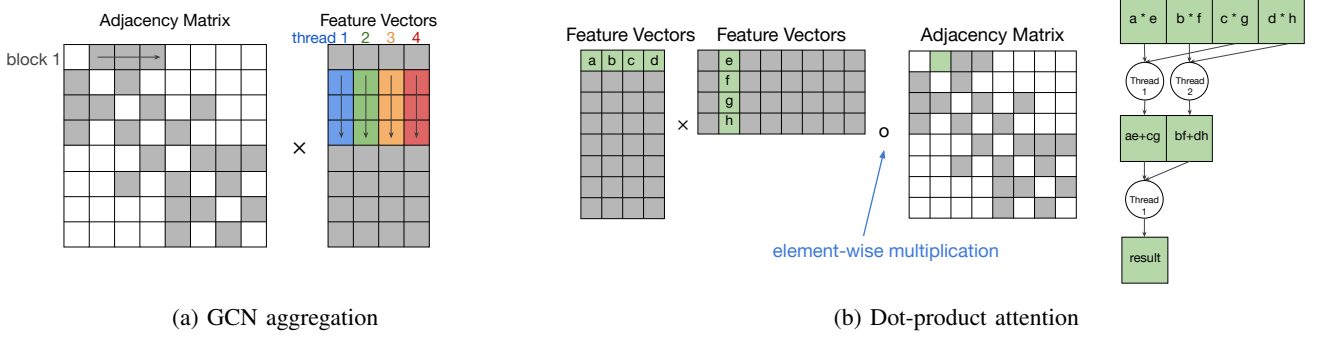 Adjacency Matrix
Feature Vectors
thread 1 2 3 4
block 1
×
(a) GCN aggregation
Feature Vectors
Feature Vectors
Adjacency Matrix
a b c d
e
f
g
h
×
o
element-wise multiplication
a * e b * f c * g d * h
Thread
1
Thread
2
ae+cg bf+dh
Thread
1
result
(b) Dot-product attention